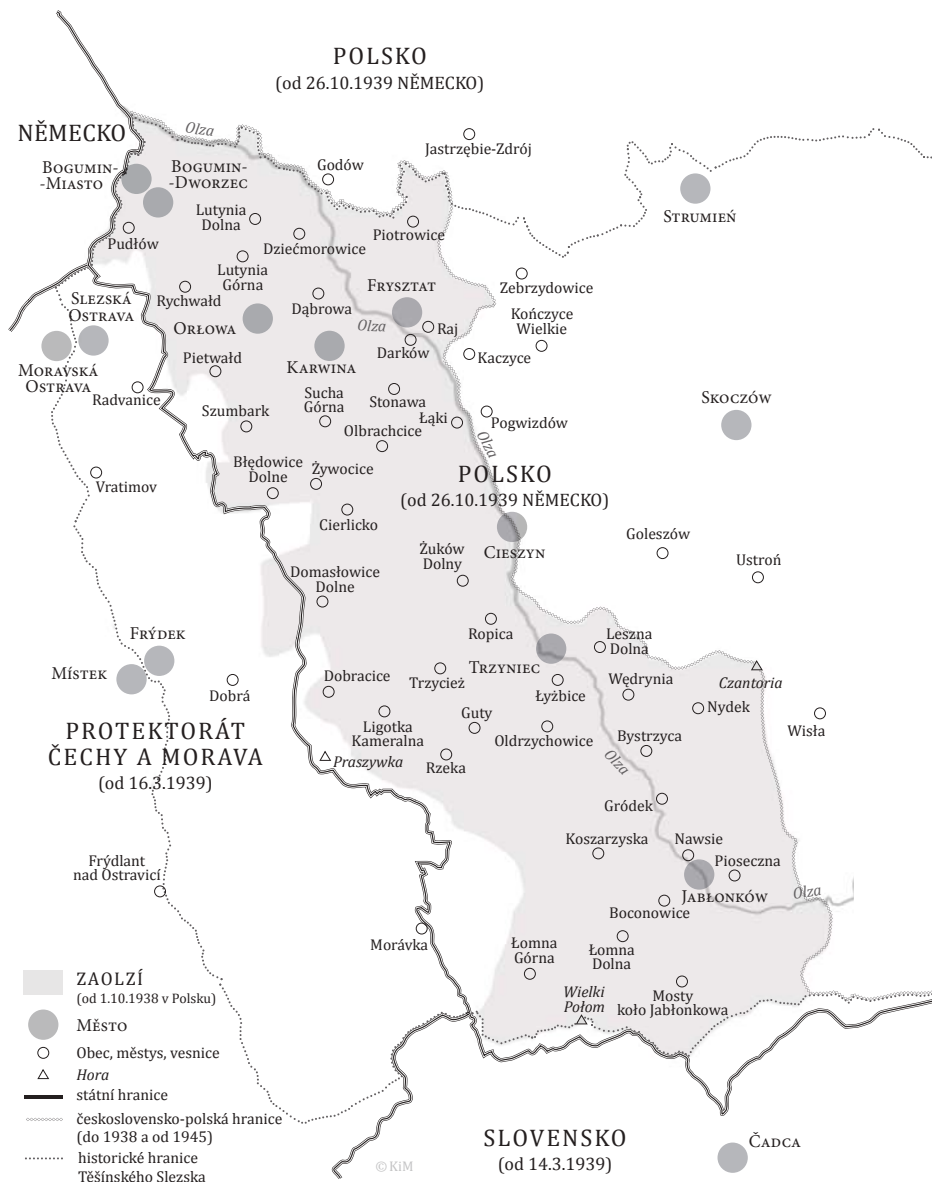 POLSKO
(od 26.10.1939 NĚMECKO)
NĚMECKO
Olza
Jastrzębie-Zdrój
Bogumin-
-Miasto
Bogumin-
-Dworzec
Godów
Strumień
Lutynia
Dolna
Piotrowice
Pudłów
Dziećmorowice
Lutynia
Górna
Frysztat
Zebrzydowice
Slezská
Ostrava
Rychwałd
Dąbrowa
Kończyce
Wielkie
Orłowa
Olza
Raj
Darków
Kaczyce
Moravská
Ostrava
Pietwałd
Karwina
Radvanice
Sucha
Górna
Stonawa
Skoczów
Szumbark
Łąki
Pogwizdów
Olbrachcice
Olza
Błędowice
Dolne
Żywocice
POLSKO
(od 26.10.1939 NĚMECKO)
Vratimov
Cierlicko
Goleszów
Żuków
Dolny
Cieszyn
Ustroń
Domasłowice
Dolne
Ropica
Leszna
Dolna
Frýdek
Místek
Trzyniec
Dobrá
Dobracice
Trzycież
Łyżbice
Wędrynia
Czantoria
Nydek
Wisła
PROTEKTORÁT
ČECHY A MORAVA
(od 16.3.1939)
Ligotka
Kameralna
Guty
Oldrzychowice
Bystrzyca
Praszywka
Rzeka
Olza
Gródek
Koszarzyska
Nawsie
Pioseczna
Frýdlant
nad Ostravicí
Jabłonków
Olza
Boconowice
Morávka
Łomna
Górna
Łomna
Dolna
Wielki
Połom
Mosty
koło Jabłonkowa
ZAOLZÍ
(od 1.10.1938 v Polsku)
Město
Obec, městys, vesnice
Hora
státní hranice
československo-polská hranice
(do 1938 a od 1945)
historické hranice
Těšínského Slezska
© KiM
SLOVENSKO
(od 14.3.1939)
Čadca